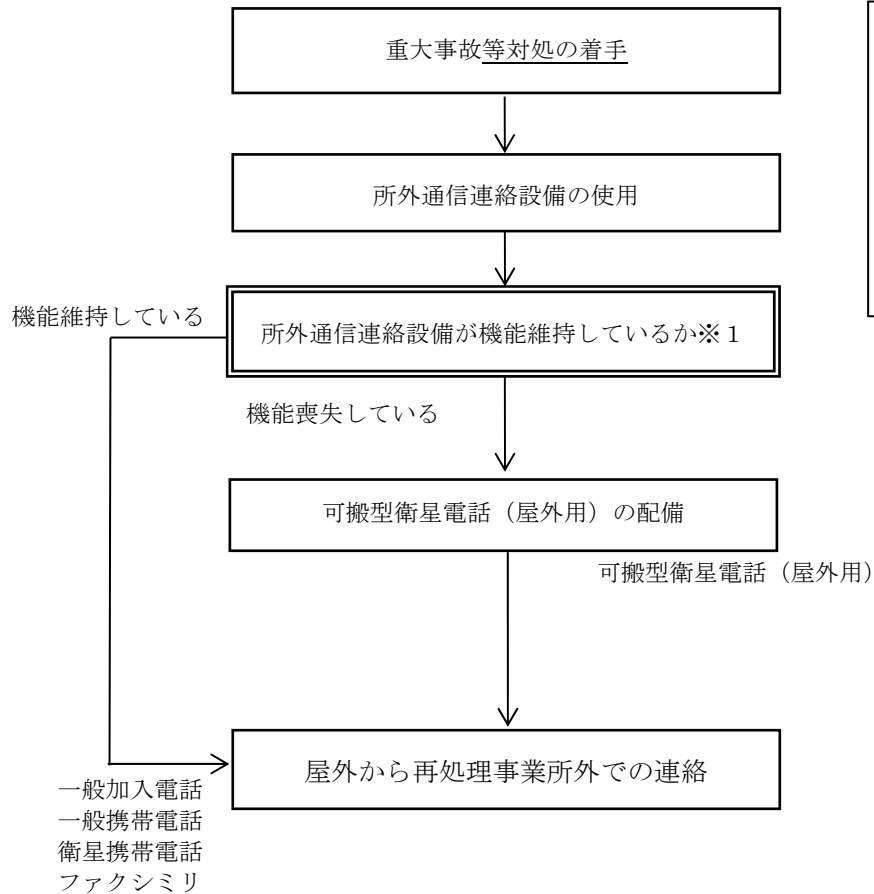 重大事故等対処の着手
所外通信連絡設備の使用
機能維持している
所外通信連絡設備が機能維持しているか※１
機能喪失している
可搬型衛星電話（屋外用）の配備
可搬型衛星電話（屋外用）
屋外から再処理事業所外での連絡
一般加入電話
一般携帯電話
衛星携帯電話
ファクシミリ